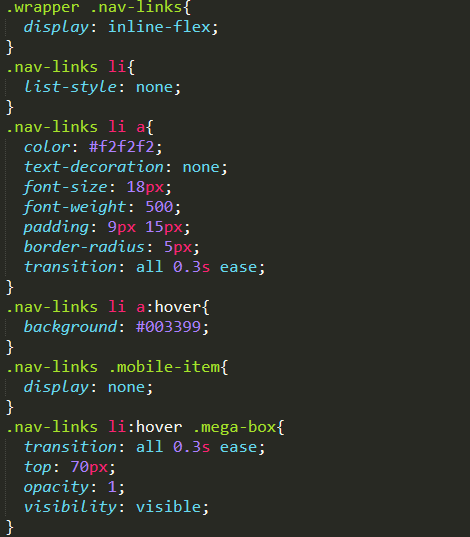 .wrapper .nav-links{
  display: inline-flex;
}
.nav-links li{
  list-style: none;
}
.nav-links li a{
  color: #f2f2f2;
  text-decoration: none;
  font-size: 18px;
  font-weight: 500;
  padding: 9px 15px;
  border-radius: 5px;
  transition: all 0.3s ease;
}
.nav-links li a:hover{
  background: #003399;
}
.nav-links .mobile-item{
  display: none;
}
.nav-links li:hover .mega-box{
  transition: all 0.3s ease;
  top: 70px;
  opacity: 1;
  visibility: visible;
}